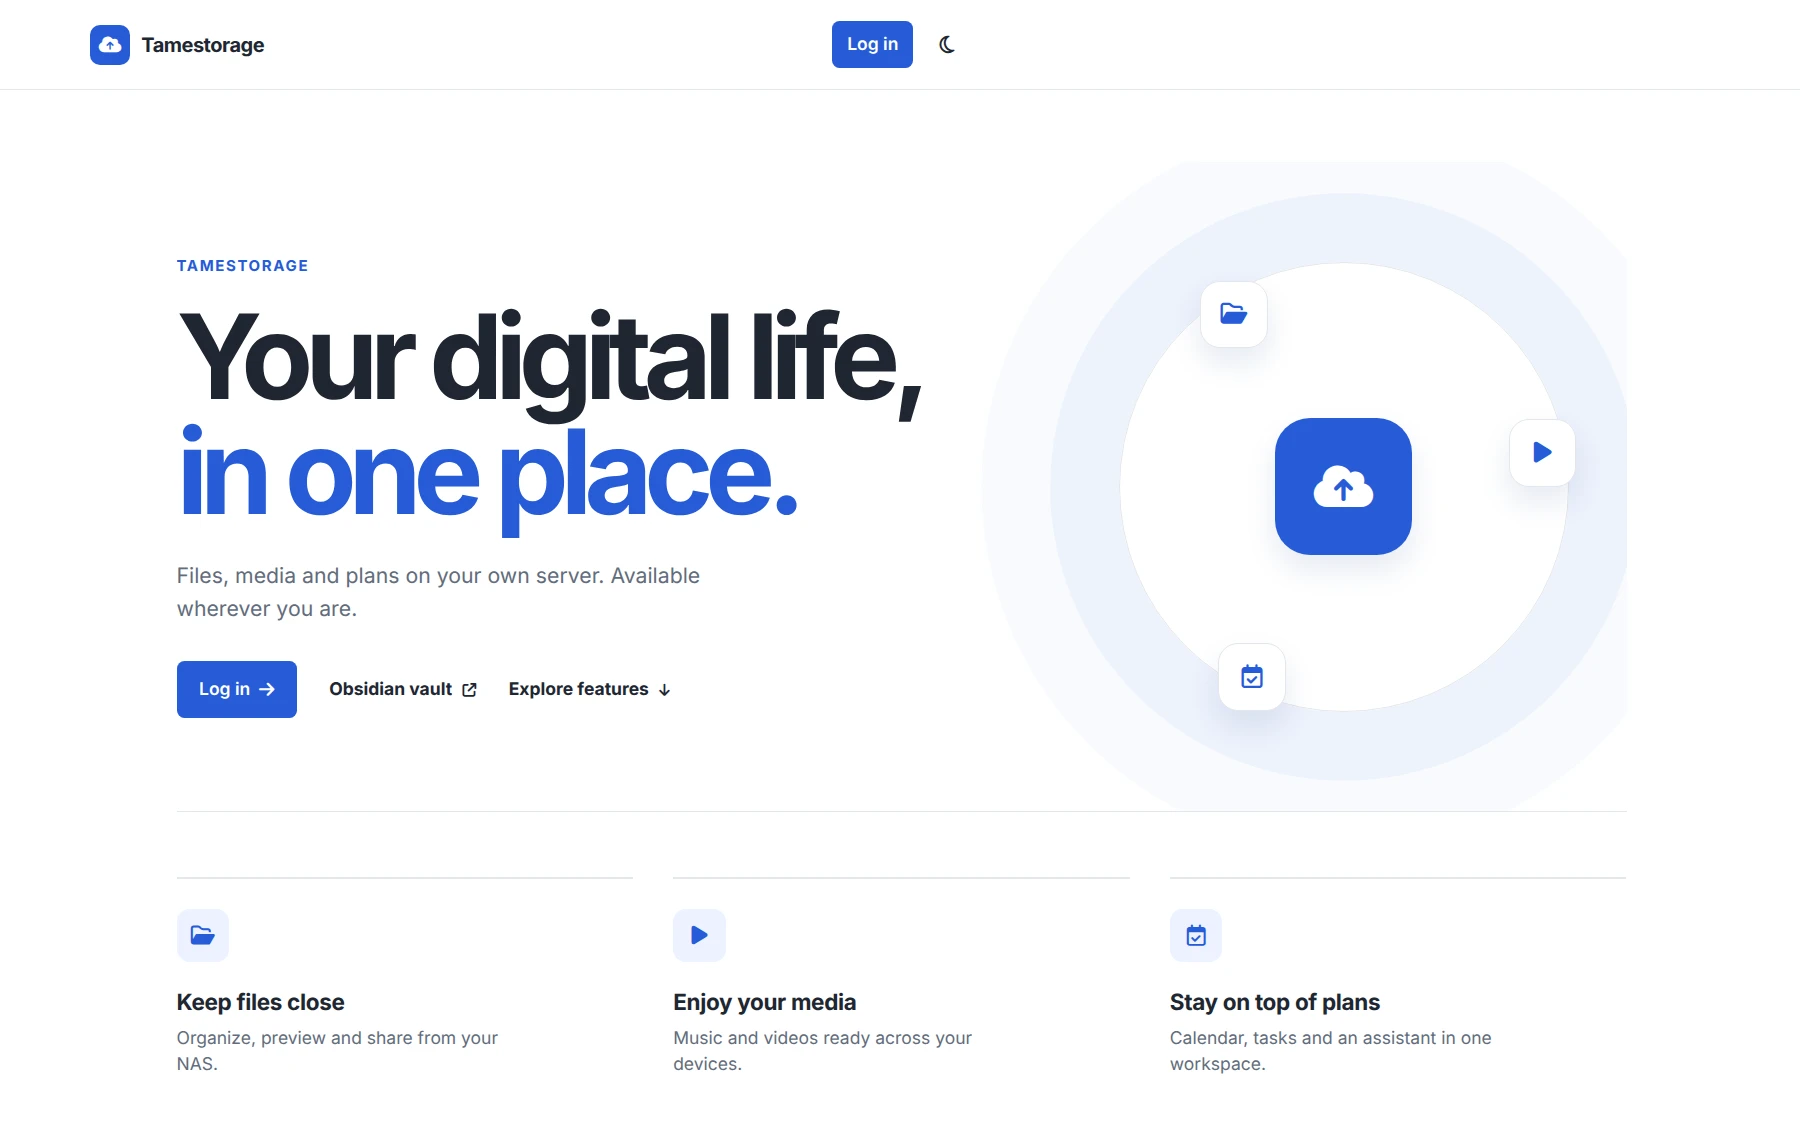 Tamestorage
Log in
TAMESTORAGE
Your digital life,
in one place.
Files, media and plans on your own server. Available
wherever you are.
Log in
Obsidian vault
Explore features
Keep files close
Organize, preview and share from your
NAS.
Enjoy your media
Music and videos ready across your
devices.
Stay on top of plans
Calendar, tasks and an assistant in one
workspace.